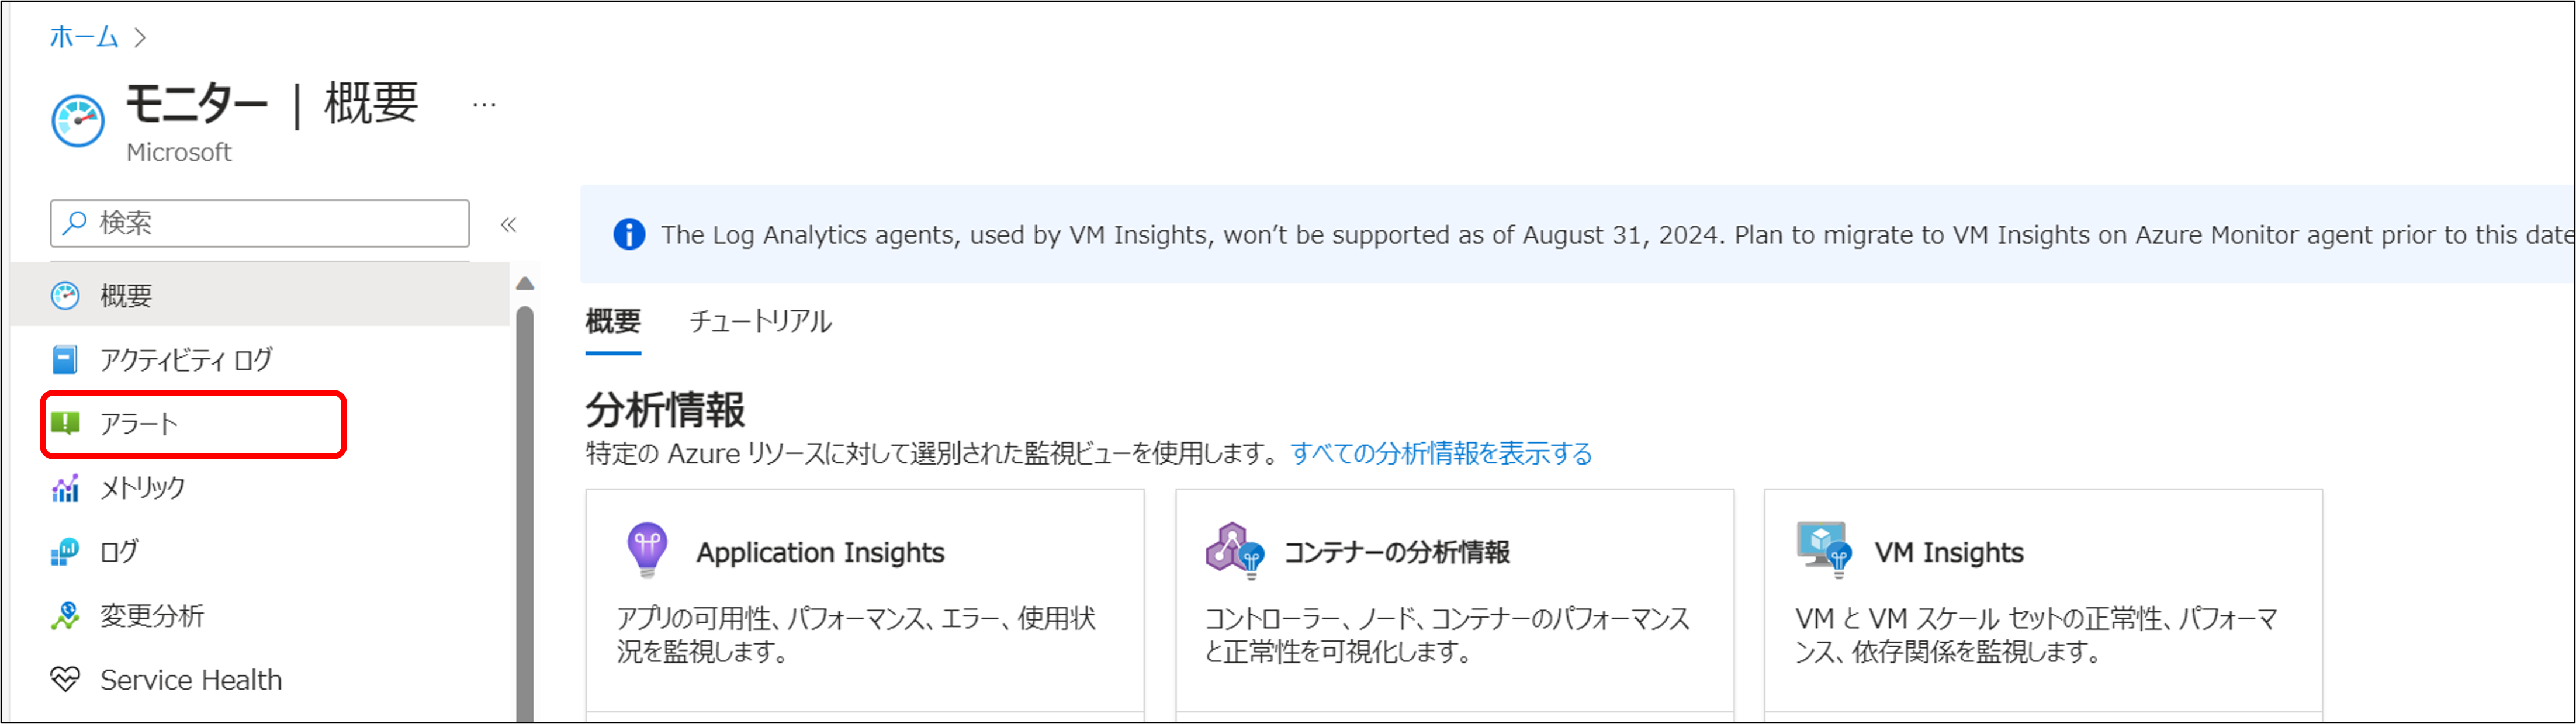 ホーム >
モニター | 概要 ...
Microsoft
検索 «
概要
アクティビティ ログ
アラート
メトリック
ログ
変更分析
Service Health
The Log Analytics agents, used by VM Insights, won't be supported as of August 31, 2024. Plan to migrate to VM Insights on Azure Monitor agent prior to this date
概要 チュートリアル
分析情報
特定の Azure リソースに対して選別された監視ビューを使用します。 すべての分析情報を表示する
Application Insights
アプリの可用性、パフォーマンス、エラー、使用状
況を監視します。
コンテナーの分析情報
コントローラー、ノード、コンテナーのパフォーマンス
と正常性を可視化します。
VM Insights
VM と VM スケール セットの正常性、パフォーマ
ンス、依存関係を監視します。